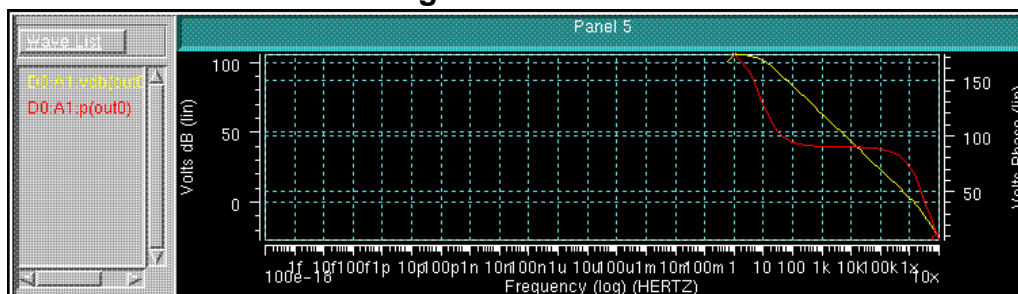 Panel 5
Wave List
D0:A1:vdb(out0
D0:A1:p(out0)
Volts dB (lin)
100
50
0
150
100
50
Volts Phase (lin)
100e-18 1f 10f100f1p 10p100p1n 10n100n1u 10u100u1m 10m100m 1 10 100 1k 10k100k1x 10x
Frequency (log) (HERTZ)